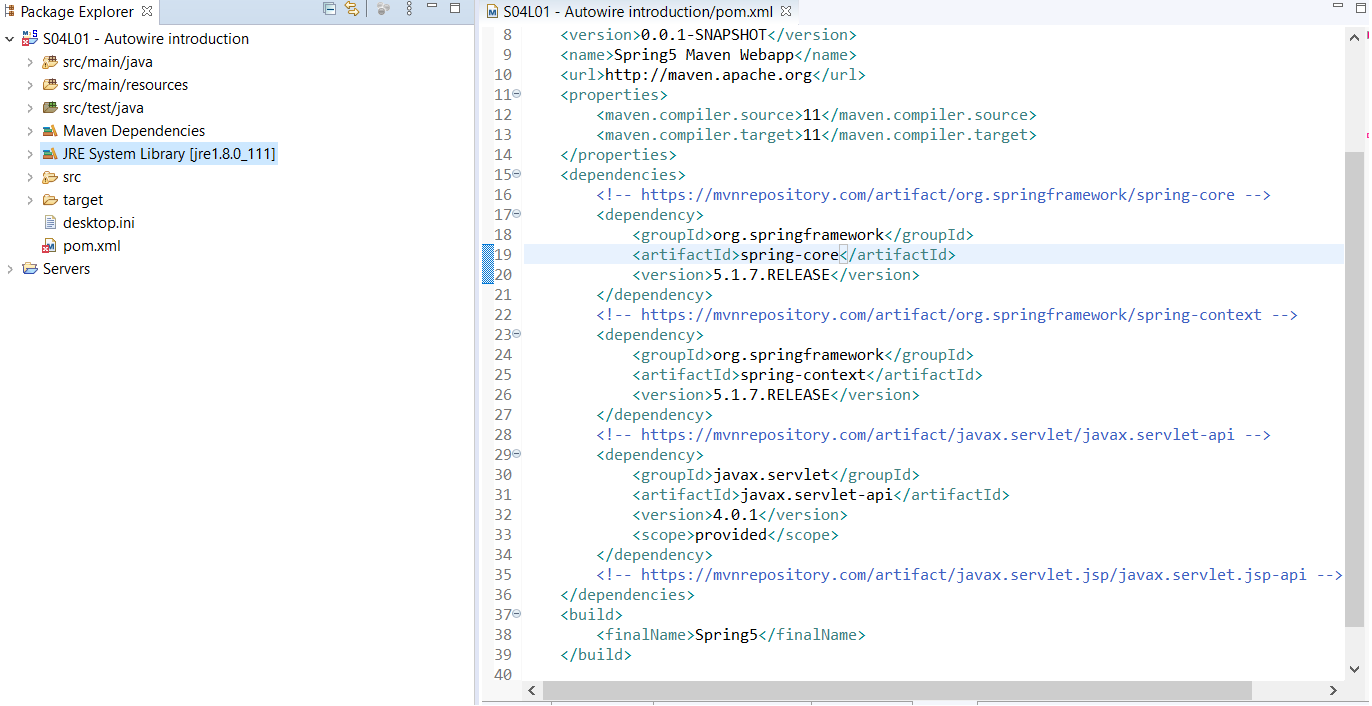 Package Explorer
S04L01 - Autowire introduction
src/main/java
src/main/resources
src/test/java
Maven Dependencies
JRE System Library [jre1.8.0_111]
src
target
desktop.ini
pom.xml
Servers
S04L01 - Autowire introduction/pom.xml
8 <version>0.0.1-SNAPSHOT</version>
9 <name>Spring5 Maven Webapp</name>
10 <url>http://maven.apache.org</url>
11 <properties>
12 <maven.compiler.source>11</maven.compiler.source>
13 <maven.compiler.target>11</maven.compiler.target>
14 </properties>
15 <dependencies>
16 <!-- https://mvnrepository.com/artifact/org.springframework/spring-core -->
17 <dependency>
18 <groupId>org.springframework</groupId>
19 <artifactId>spring-core</artifactId>
20 <version>5.1.7.RELEASE</version>
21 </dependency>
22 <!-- https://mvnrepository.com/artifact/org.springframework/spring-context -->
23 <dependency>
24 <groupId>org.springframework</groupId>
25 <artifactId>spring-context</artifactId>
26 <version>5.1.7.RELEASE</version>
27 </dependency>
28 <!-- https://mvnrepository.com/artifact/javax.servlet/javax.servlet-api -->
29 <dependency>
30 <groupId>javax.servlet</groupId>
31 <artifactId>javax.servlet-api</artifactId>
32 <version>4.0.1</version>
33 <scope>provided</scope>
34 </dependency>
35 <!-- https://mvnrepository.com/artifact/javax.servlet.jsp/javax.servlet.jsp-api -->
36 </dependencies>
37 <build>
38 <finalName>Spring5</finalName>
39 </build>
40